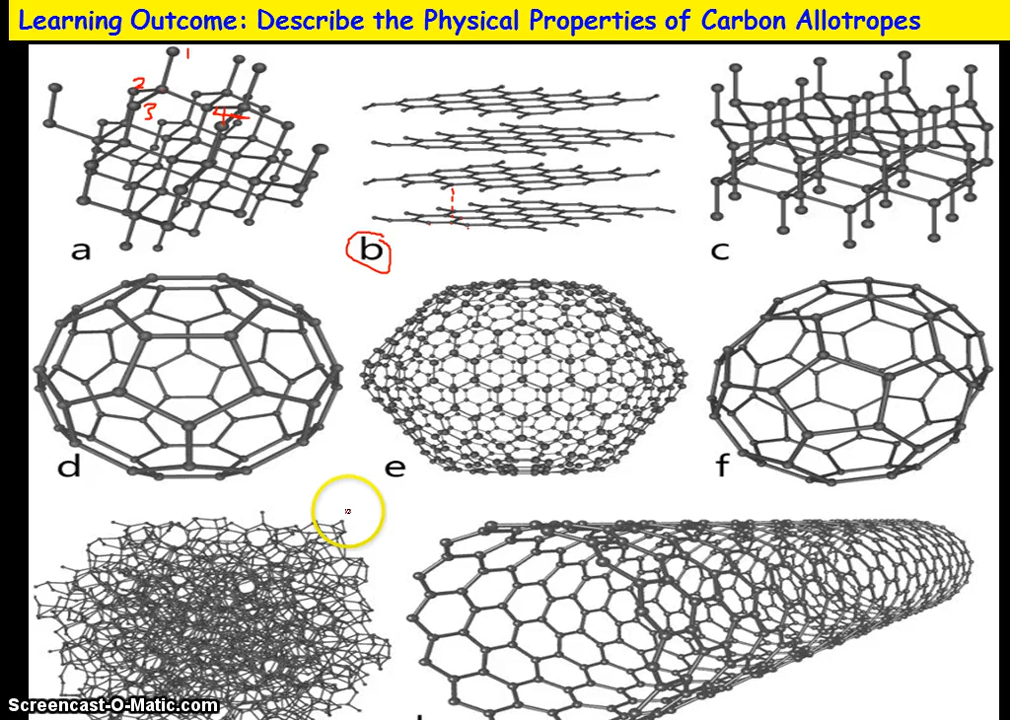 Learning Outcome: Describe the Physical Properties of Carbon Allotropes
1
2
3
4
a
b
c
d
e
f
Screencast-O-Matic.com